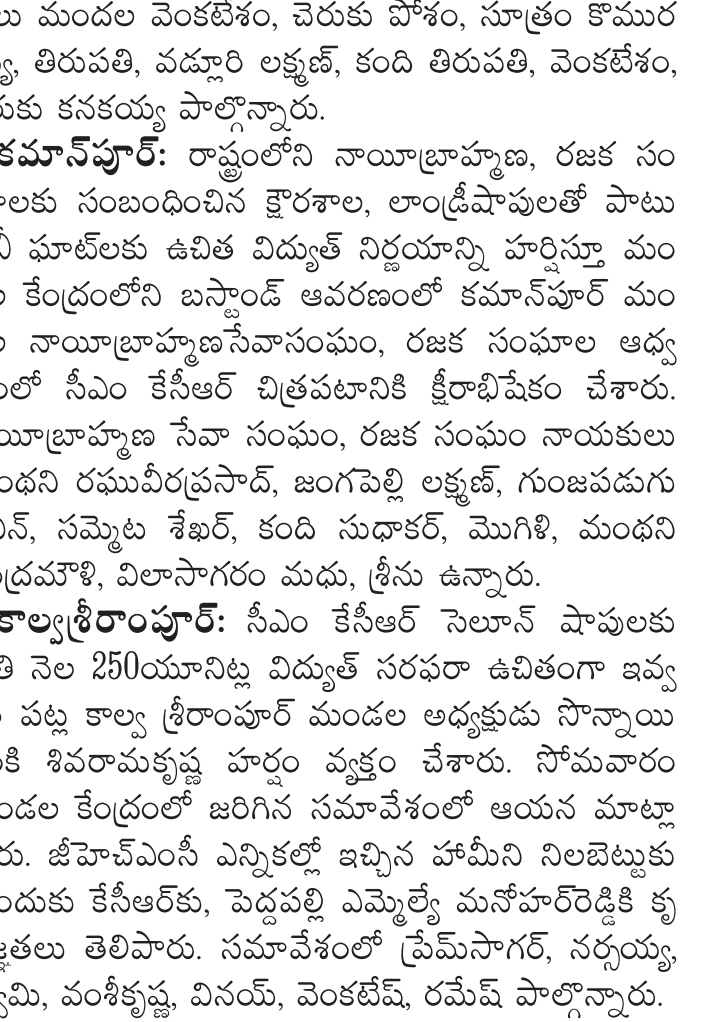 లు మందల వెంకటేశం, చెరుకు పోశం, సూత్రం కొముర
య్య, తిరుపతి, వడ్లూరి లక్ష్మణ్, కంది తిరుపతి, వెంకటేశం,
రుకు కనకయ్య పాల్గొన్నారు.
కమాన్‌పూర్: రాష్ట్రంలోని నాయీబ్రాహ్మణ, రజక సం
ఘాలకు సంబంధించిన క్షౌరశాల, లాండ్రీషాపులతో పాటు
ఘాట్‌లకు ఉచిత విద్యుత్ నిర్ణయాన్ని హర్షిస్తూ మం
కేంద్రంలోని బస్టాండ్ ఆవరణంలో కమాన్‌పూర్ మం
నాయీబ్రాహ్మణసేవాసంఘం, రజక సంఘాల ఆధ్వ
ంలో సీఎం కేసీఆర్ చిత్రపటానికి క్షీరాభిషేకం చేశారు.
యీబ్రాహ్మణ సేవా సంఘం, రజక సంఘం నాయకులు
ంథని రఘువీరప్రసాద్, జంగపెల్లి లక్ష్మణ్, గుంజపడుగు
న్, సమ్మెట శేఖర్, కంది సుధాకర్, మొగిళి, మంథని
ంద్రమౌళి, విలాసాగరం మధు, శ్రీను ఉన్నారు.
కాల్వశ్రీరాంపూర్: సీఎం కేసీఆర్ సెలూన్ షాపులకు
తి నెల 250యూనిట్ల విద్యుత్ సరఫరా ఉచితంగా ఇవ్వ
పట్ల కాల్వ శ్రీరాంపూర్ మండల అధ్యక్షుడు సొన్నాయి
ంకి శివరామకృష్ణ హర్షం వ్యక్తం చేశారు. సోమవారం
ండల కేంద్రంలో జరిగిన సమావేశంలో ఆయన మాట్లా
రు. జీహెచ్‌ఎంసీ ఎన్నికల్లో ఇచ్చిన హామీని నిలబెట్టుకు
ందుకు కేసీఆర్‌కు, పెద్దపల్లి ఎమ్మెల్యే మనోహర్‌రెడ్డికి కృ
జ్ఞతలు తెలిపారు. సమావేశంలో ప్రేమ్‌సాగర్, నర్సయ్య,
్వామి, వంశీకృష్ణ, వినయ్, వెంకటేష్, రమేష్ పాల్గొన్నారు.